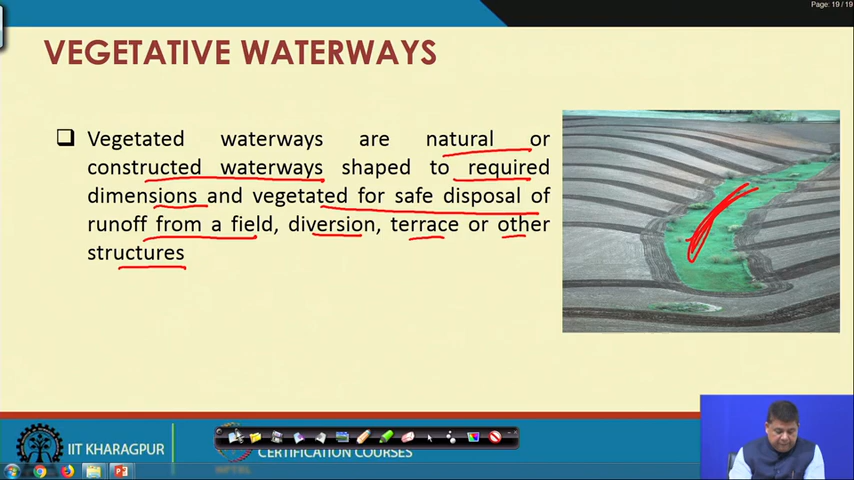 Page: 19 / 19
VEGETATIVE WATERWAYS
Vegetated waterways are natural or
constructed waterways shaped to required
dimensions and vegetated for safe disposal of
runoff from a field, diversion, terrace or other
structures
IIT KHARAGPUR
CERTIFICATION COURSES